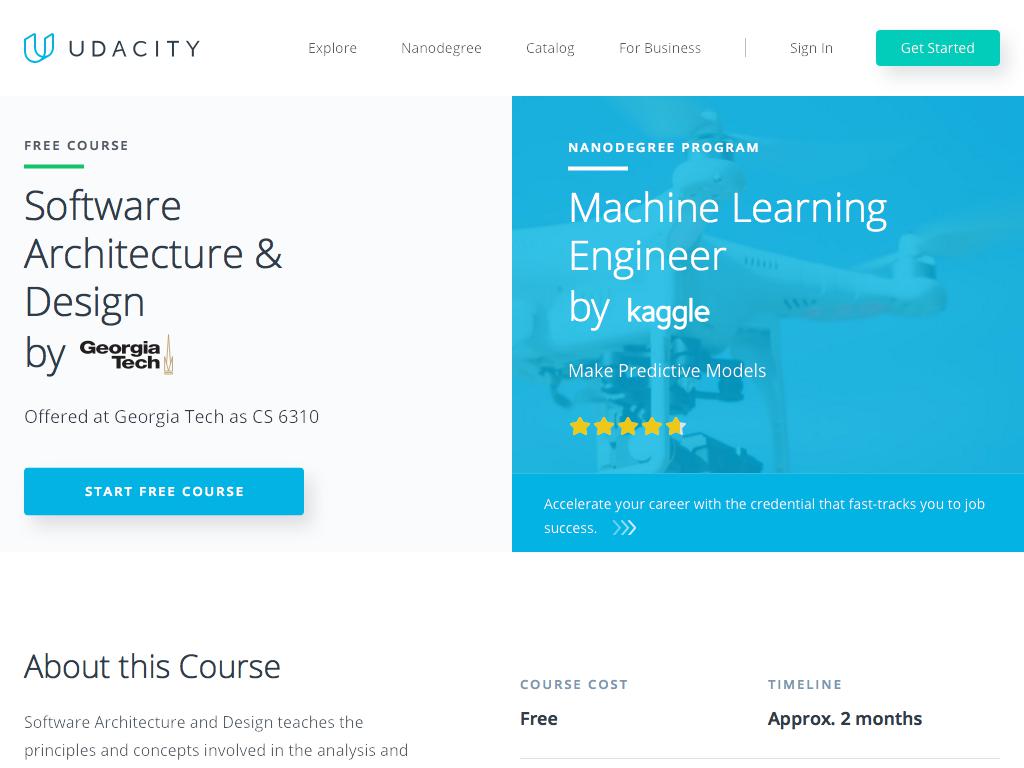 UDACITY
Explore
Nanodegree
Catalog
For Business
Sign In
Get Started
FREE COURSE
Software
Architecture &
Design
by Georgia Tech
Offered at Georgia Tech as CS 6310
START FREE COURSE
NANODEGREE PROGRAM
Machine Learning
Engineer
by kaggle
Make Predictive Models
Accelerate your career with the credential that fast-tracks you to job
success.
About this Course
Software Architecture and Design teaches the
principles and concepts involved in the analysis and
COURSE COST
Free
TIMELINE
Approx. 2 months